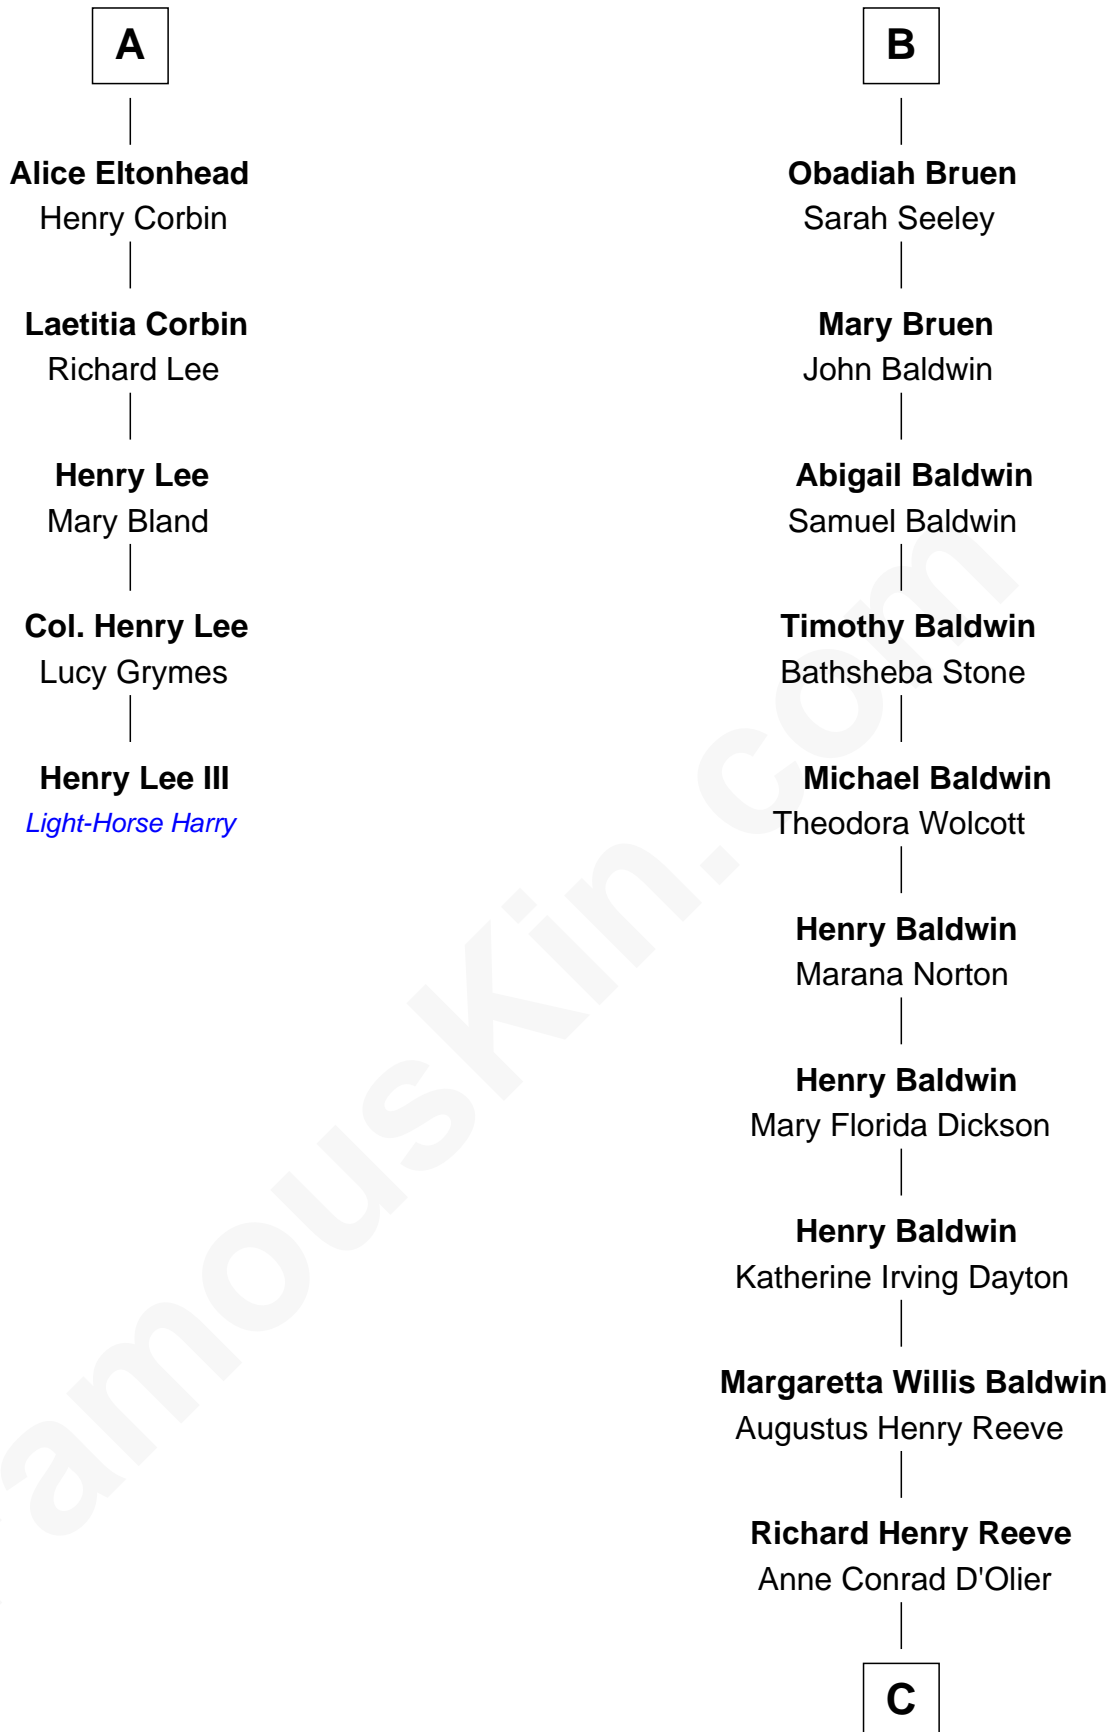 A
Alice Eltonhead
Henry Corbin
Laetitia Corbin
Richard Lee
Henry Lee
Mary Bland
Col. Henry Lee
Lucy Grymes
Henry Lee III
Light-Horse Harry
B
Obadiah Bruen
Sarah Seeley
Mary Bruen
John Baldwin
Abigail Baldwin
Samuel Baldwin
Timothy Baldwin
Bathsheba Stone
Michael Baldwin
Theodora Wolcott
Henry Baldwin
Marana Norton
Henry Baldwin
Mary Florida Dickson
Henry Baldwin
Katherine Irving Dayton
Margaretta Willis Baldwin
Augustus Henry Reeve
Richard Henry Reeve
Anne Conrad D'Olier
C
amousKin.com